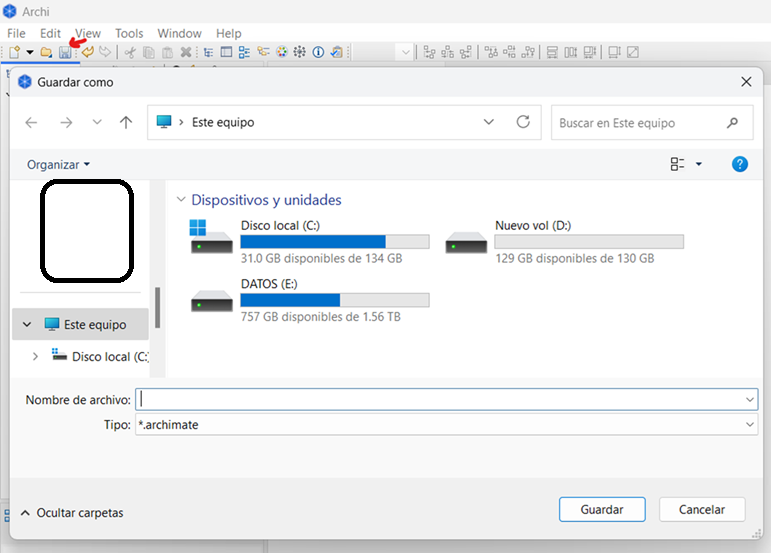 Archi
File Edit View Tools Window Help
Guardar como
Este equipo
Buscar en Este equipo
Organizar
Dispositivos y unidades
Disco local (C:)
31.0 GB disponibles de 134 GB
Nuevo vol (D:)
129 GB disponibles de 130 GB
DATOS (E:)
757 GB disponibles de 1.56 TB
Este equipo
Disco local (C:
Nombre de archivo:
Tipo: *.archimate
Ocultar carpetas
Guardar
Cancelar